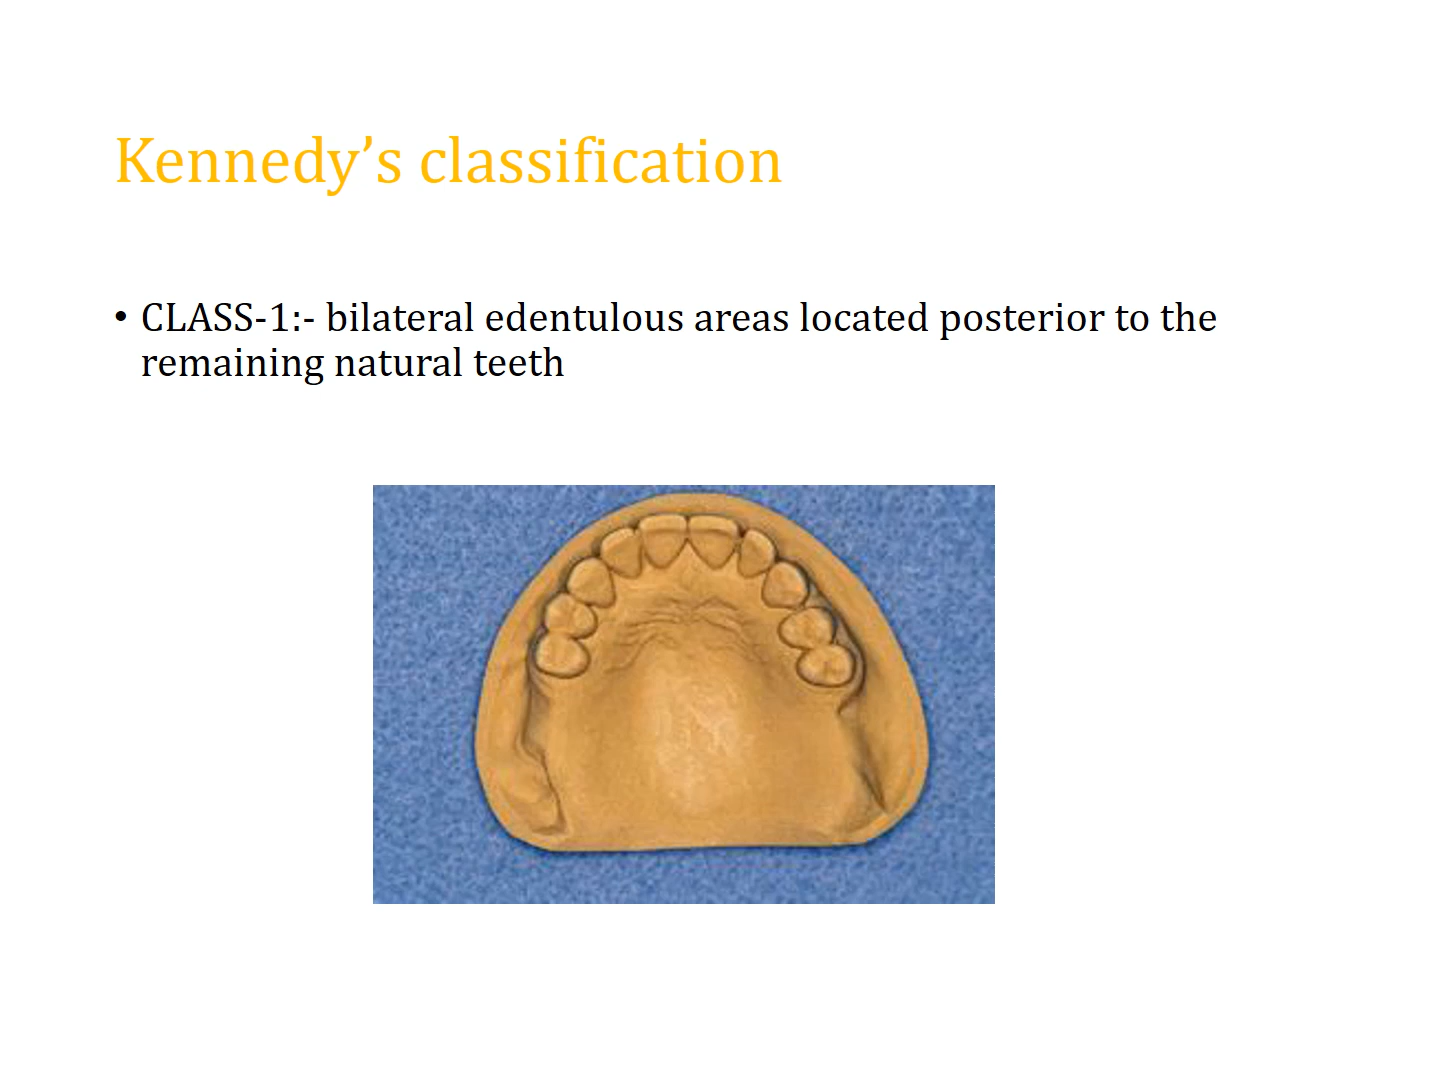 Kennedy’s classification
• CLASS-1:- bilateral edentulous areas located posterior to the
remaining natural teeth